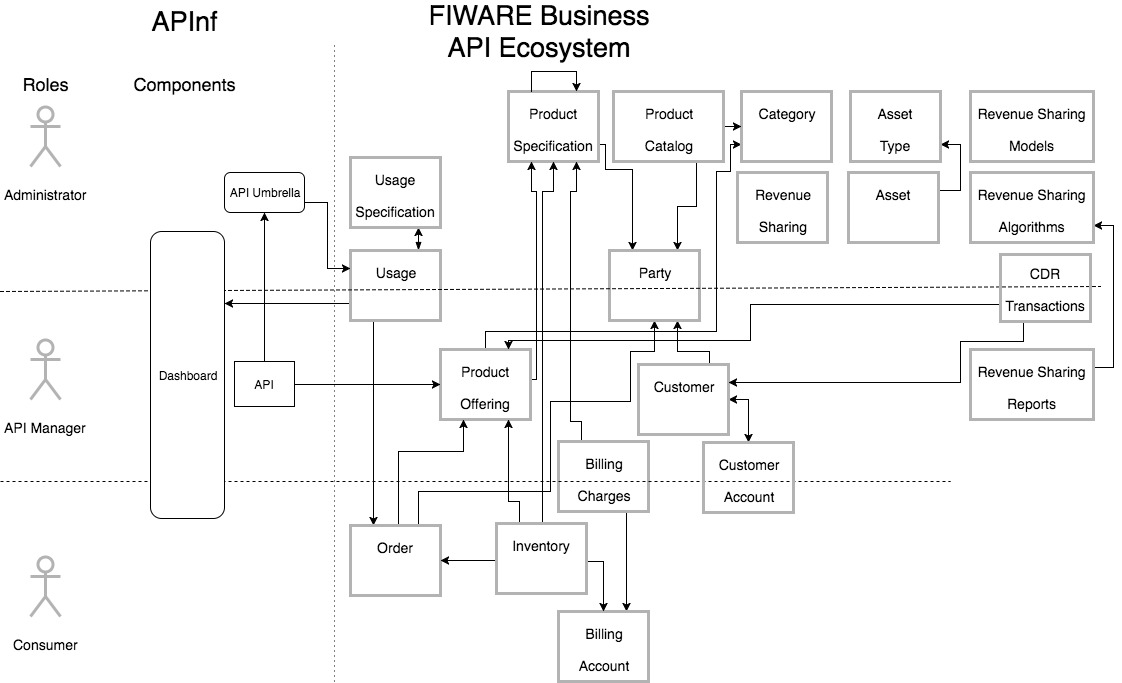 APInf
FIWARE Business
API Ecosystem
Roles
Components
Administrator
API Manager
Consumer
API Umbrella
Dashboard
API
Usage
Specification
Usage
Product
Specification
Product
Catalog
Category
Asset
Type
Revenue Sharing
Models
Revenue
Sharing
Asset
Revenue Sharing
Algorithms
Party
CDR
Transactions
Product
Offering
Customer
Revenue Sharing
Reports
Billing
Charges
Customer
Account
Order
Inventory
Billing
Account